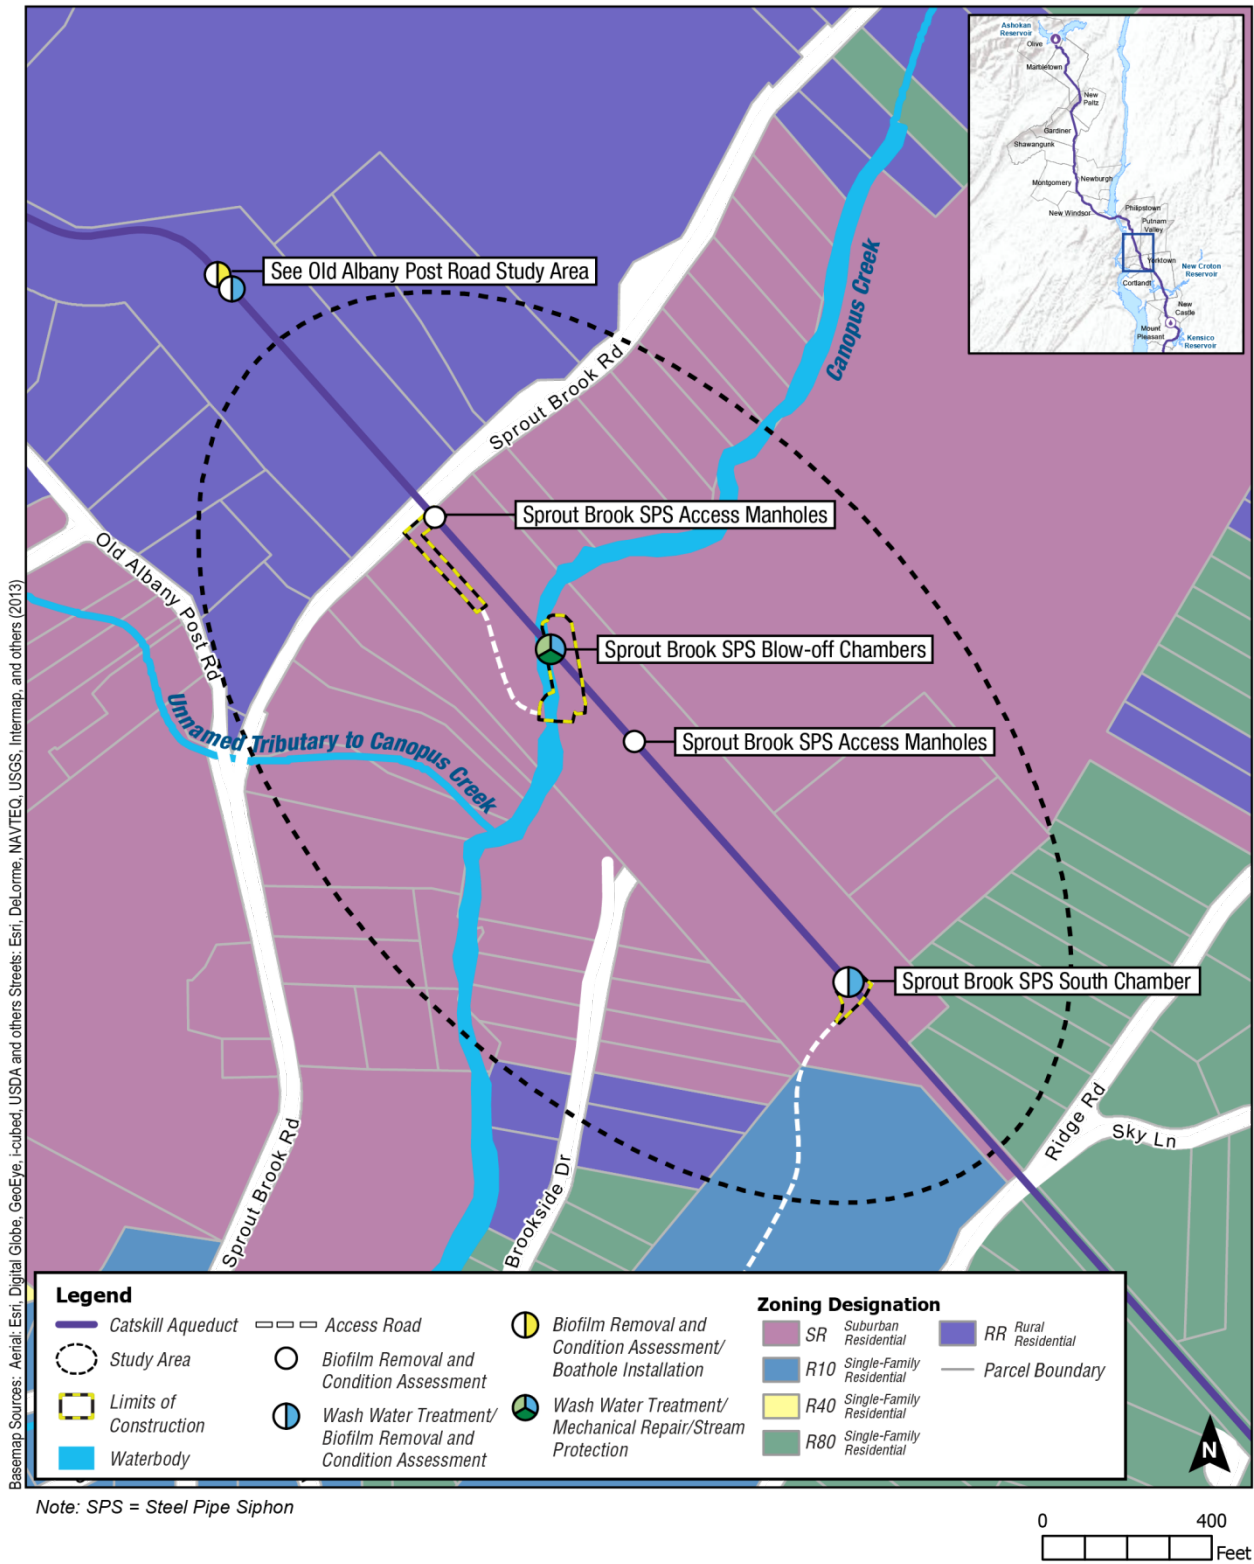 Ashokan
Reservoir
Olive
Marbletown
New
Paltz
Gardiner
Shawangunk
Montgomery
Newburgh
New Windsor
Philipstown
Putnam
Valley
Yorktown
New Croton
Reservoir
Cortlandt
New
Castle
Mount
Pleasant
Kensico
Reservoir
See Old Albany Post Road Study Area
Canopus Creek
Sprout Brook Rd
Sprout Brook SPS Access Manholes
Old Albany Post Rd
Sprout Brook SPS Blow-off Chambers
Unnamed Tributary to Canopus Creek
Sprout Brook SPS Access Manholes
Sprout Brook SPS South Chamber
Ridge Rd
Sky Ln
Sprout Brook Rd
Brookside Dr
Basemap Sources: Aerial: Esri, Digital Globe, GeoEye, i-cubed, USDA and others Streets: Esri, DeLorme, NAVTEQ, USGS, Intermap, and others (2013)
Legend
Catskill Aqueduct
Study Area
Limits of
Construction
Waterbody
Access Road
Biofilm Removal and
Condition Assessment
Wash Water Treatment/
Biofilm Removal and
Condition Assessment
Biofilm Removal and
Condition Assessment/
Boathole Installation
Wash Water Treatment/
Mechanical Repair/Stream
Protection
Zoning Designation
SR Suburban
Residential
R10 Single-Family
Residential
R40 Single-Family
Residential
R80 Single-Family
Residential
RR Rural
Residential
Parcel Boundary
N
Note: SPS = Steel Pipe Siphon
0 400
Feet